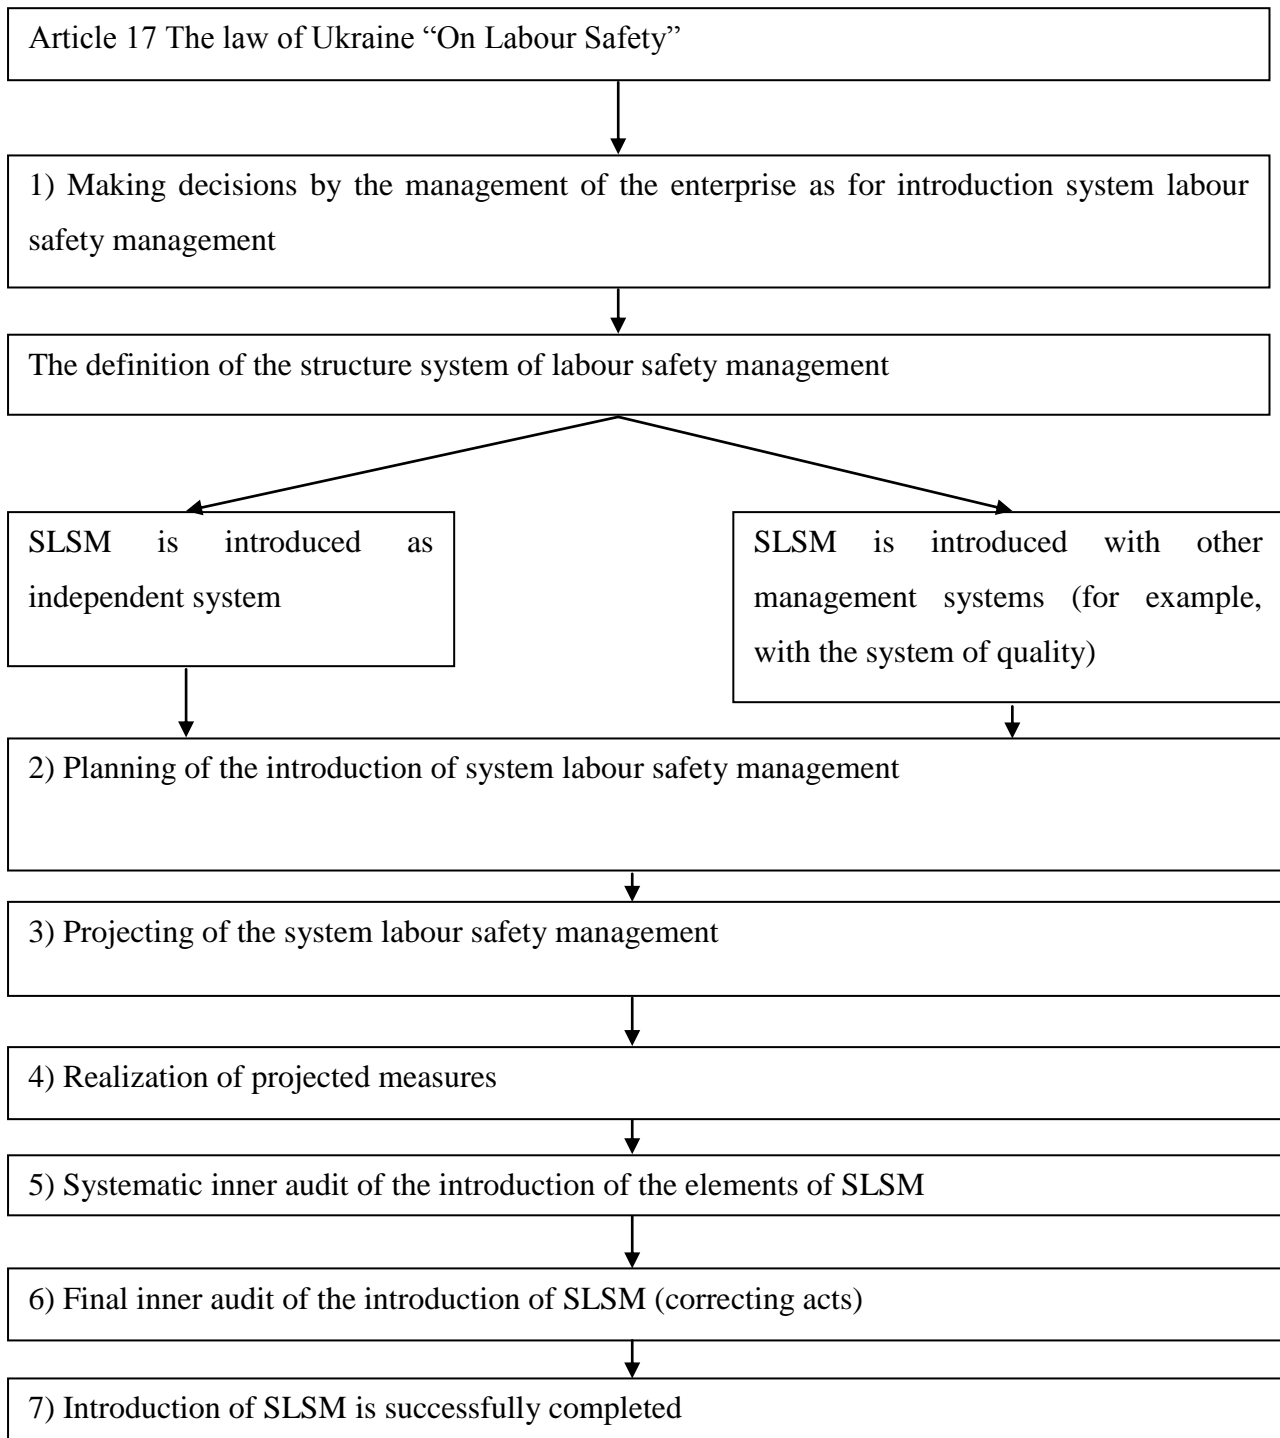 Article 17 The law of Ukraine “On Labour Safety”
1) Making decisions by the management of the enterprise as for introduction system labour
safety management
The definition of the structure system of labour safety management
SLSM is introduced as
independent system
SLSM is introduced with other
management systems (for example,
with the system of quality)
2) Planning of the introduction of system labour safety management
3) Projecting of the system labour safety management
4) Realization of projected measures
5) Systematic inner audit of the introduction of the elements of SLSM
6) Final inner audit of the introduction of SLSM (correcting acts)
7) Introduction of SLSM is successfully completed